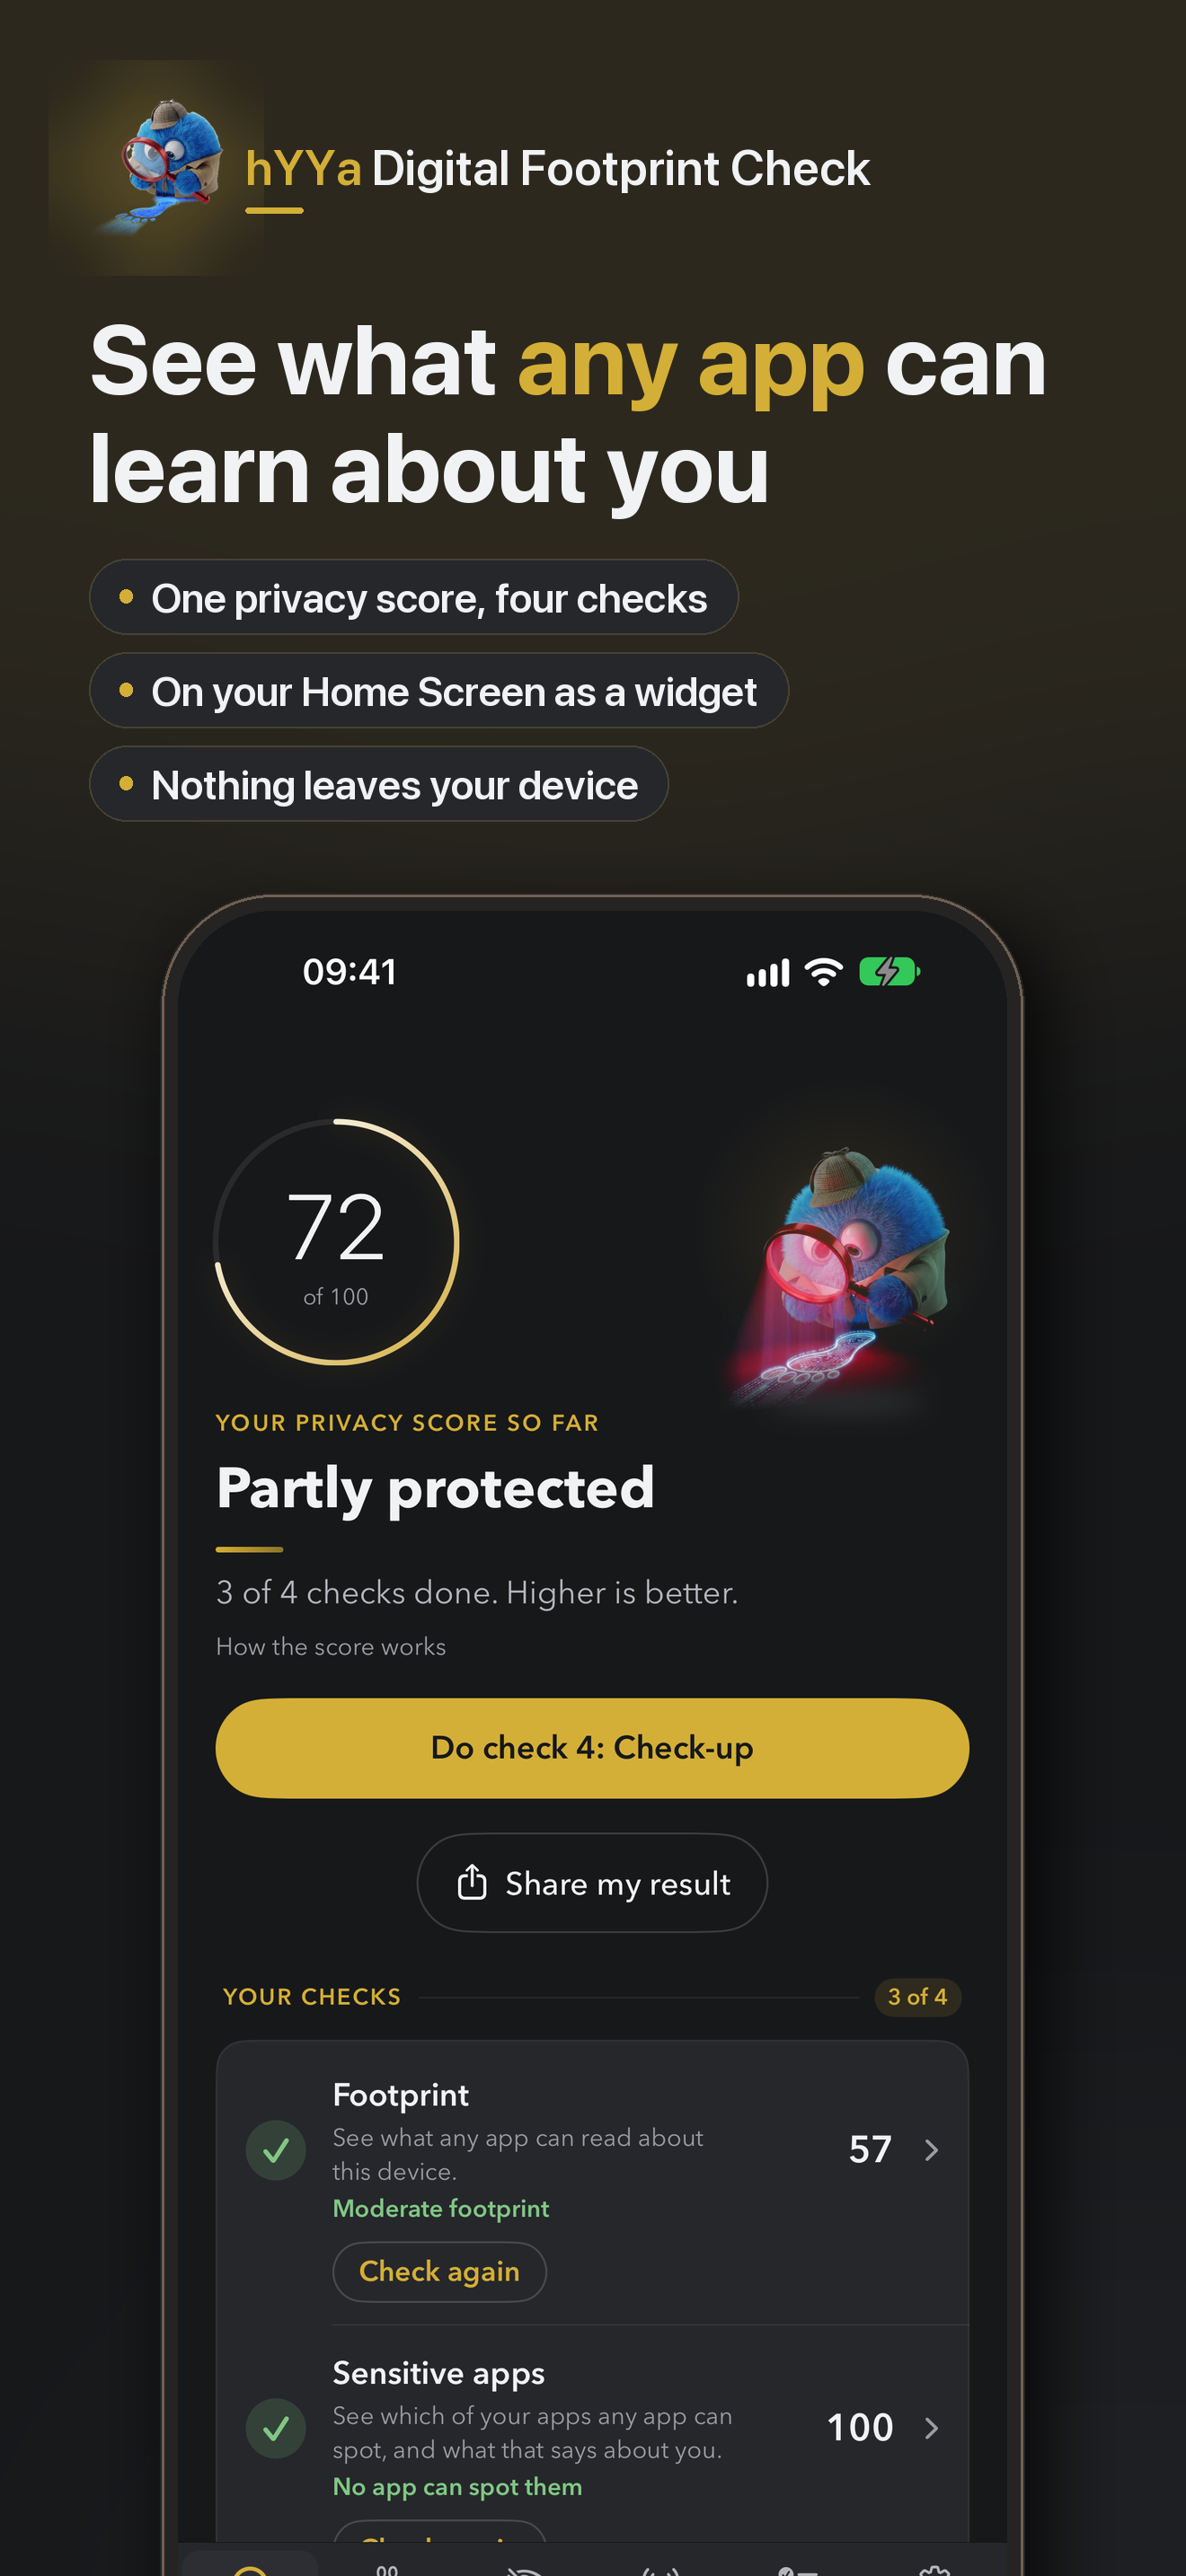 hYYa Digital Footprint Check
See what any app can
learn about you
One privacy score, four checks
On your Home Screen as a widget
Nothing leaves your device
09:41
72
of 100
YOUR PRIVACY SCORE SO FAR
Partly protected
3 of 4 checks done. Higher is better.
How the score works
Do check 4: Check-up
Share my result
YOUR CHECKS 3 of 4
Footprint
See what any app can read about
this device.
57
Moderate footprint
Check again
Sensitive apps
See which of your apps any app can
spot, and what that says about you.
100
No app can spot them